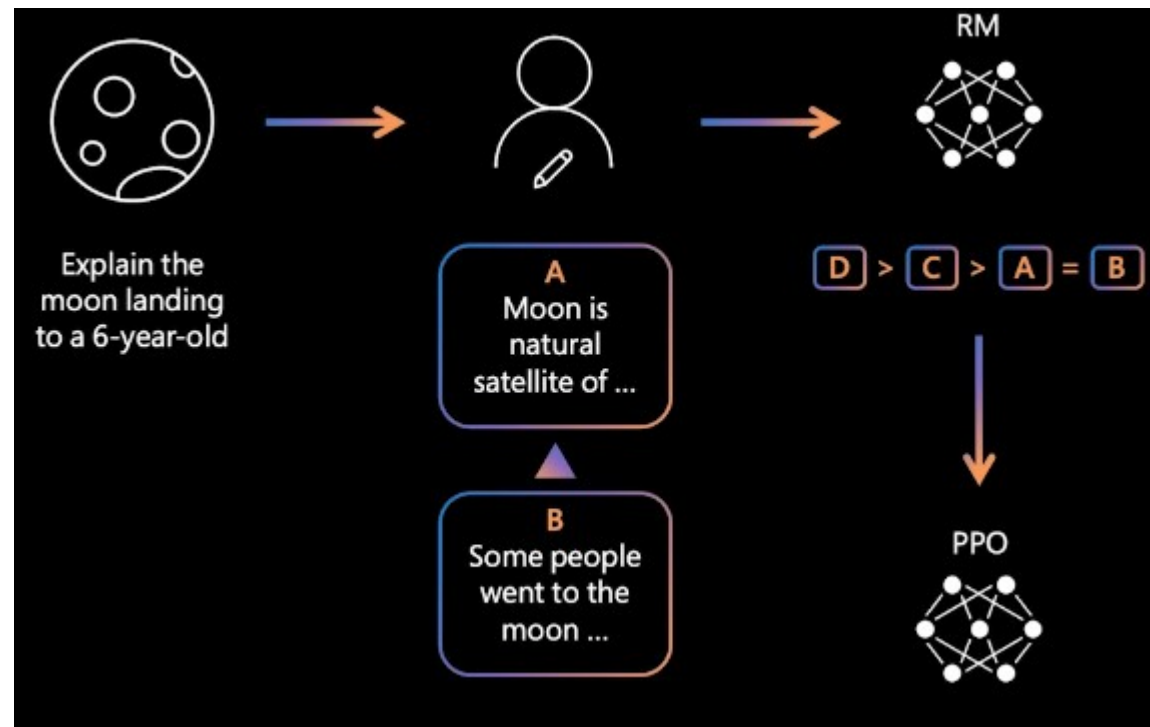 Explain the
moon landing
to a 6-year-old
A
Moon is
natural
satellite of ...
B
Some people
went to the
moon ...
RM
D > C > A = B
PPO